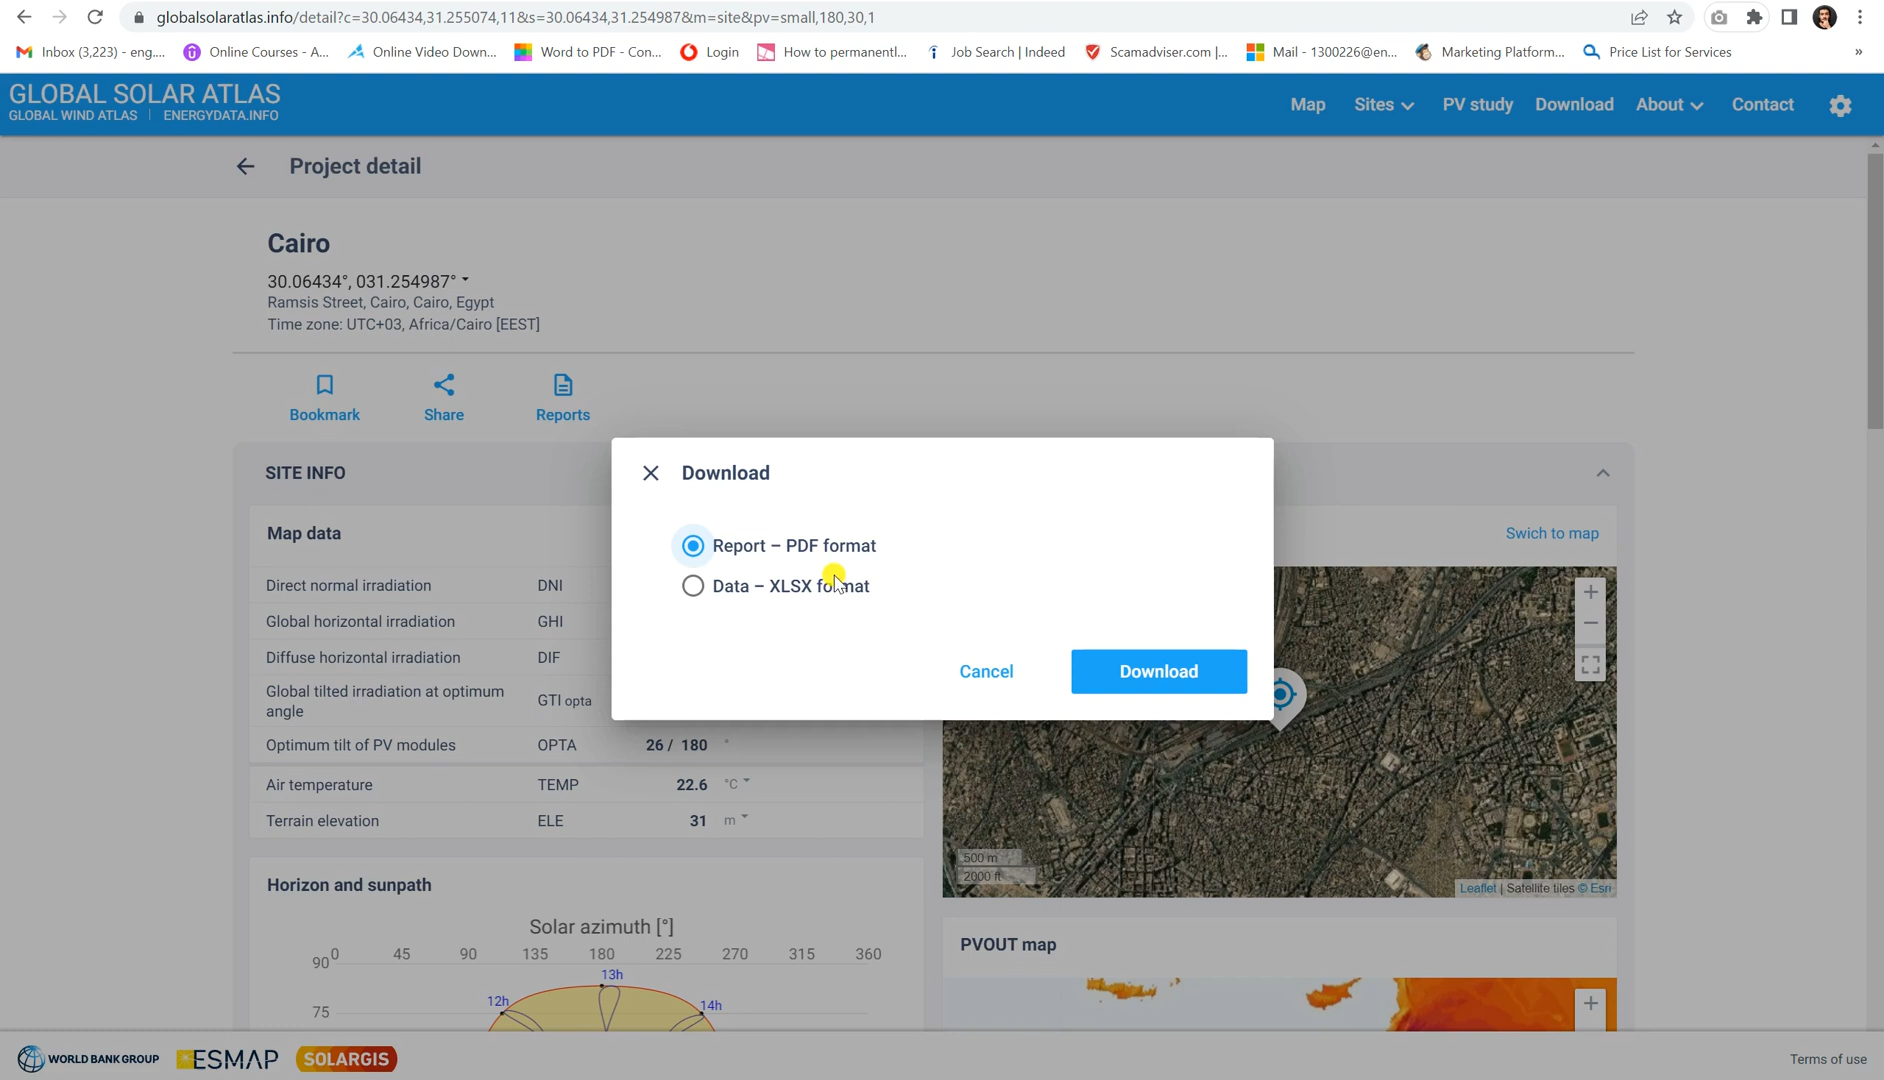 globalsolaratlas.info/detail?c=30.06434,31.255074,11&s=30.06434,31.254987&m=site&pv=small,180,30,1
Inbox (3,223) - eng.... Online Courses - A... Online Video Down... Word to PDF - Con... Login How to permanentl... Job Search | Indeed Scamadviser.com |... Mail - 1300226@en... Marketing Platform... Price List for Services »
GLOBAL SOLAR ATLAS
GLOBAL WIND ATLAS | ENERGYDATA.INFO
Map Sites PV study Download About Contact
Project detail
Cairo
30.06434°, 031.254987°
Ramsis Street, Cairo, Cairo, Egypt
Time zone: UTC+03, Africa/Cairo [EEST]
Bookmark Share Reports
SITE INFO
Download
Report – PDF format
Data – XLSX format
Cancel Download
Map data
Swich to map
Direct normal irradiation DNI
Global horizontal irradiation GHI
Diffuse horizontal irradiation DIF
Global tilted irradiation at optimum
angle GTI opta
Optimum tilt of PV modules OPTA 26 / 180 °
Air temperature TEMP 22.6 °C
Terrain elevation ELE 31 m
500 m
2000 ft
Leaflet | Satellite tiles © Esri
Horizon and sunpath
Solar azimuth [°]
0 45 90 135 180 225 270 315 360
90
13h
12h 14h
75
PVOUT map
WORLD BANK GROUP ESMAP SOLARGIS
Terms of use